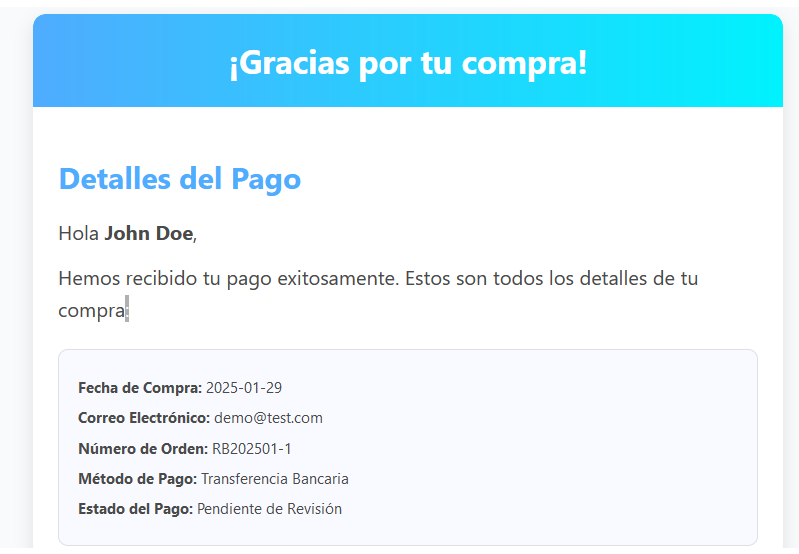 ¡Gracias por tu compra!
Detalles del Pago
Hola John Doe,
Hemos recibido tu pago exitosamente. Estos son todos los detalles de tu
compra:
Fecha de Compra: 2025-01-29
Correo Electrónico: demo@test.com
Número de Orden: RB202501-1
Método de Pago: Transferencia Bancaria
Estado del Pago: Pendiente de Revisión